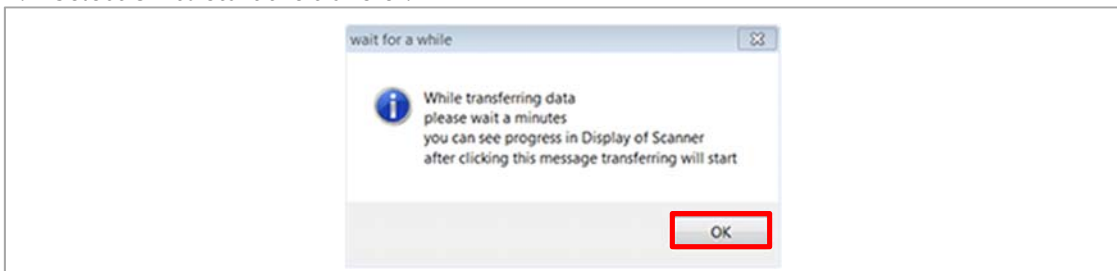 wait for a while
While transferring data
please wait a minutes
you can see progress in Display of Scanner
after clicking this message transferring will start
OK